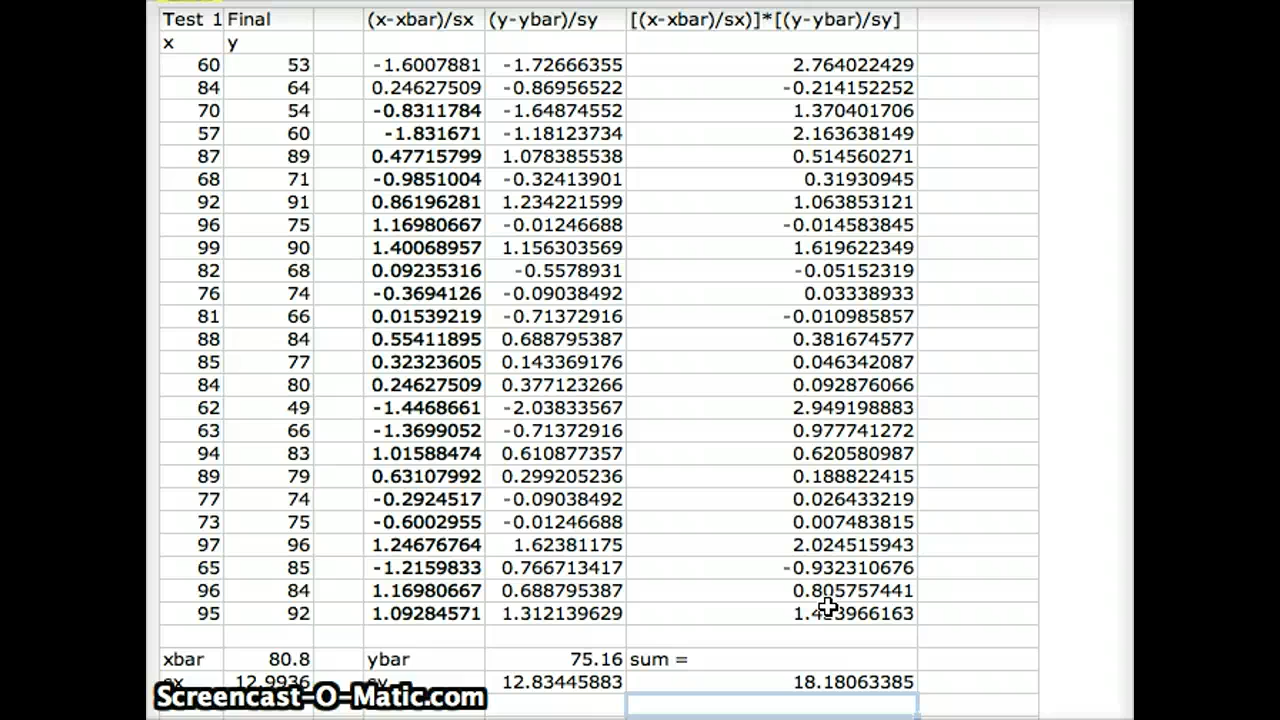 Test 1 Final (x-xbar)/sx (y-ybar)/sy [(x-xbar)/sx)]*[(y-ybar)/sy]
x y
60 53 -1.6007881 -1.72666355 2.764022429
84 64 0.24627509 -0.86956522 -0.214152252
70 54 -0.8311784 -1.64874552 1.370401706
57 60 -1.831671 -1.18123734 2.163638149
87 89 0.47715799 1.078385538 0.514560271
68 71 -0.9851004 -0.32413901 0.31930945
92 91 0.86196281 1.234221599 1.063853121
96 75 1.16980667 -0.01246688 -0.014583845
99 90 1.40068957 1.156303569 1.619622349
82 68 0.09235316 -0.5578931 -0.05152319
76 74 -0.3694126 -0.09038492 0.03338933
81 66 0.01539219 -0.71372916 -0.010985857
88 84 0.55411895 0.688795387 0.381674577
85 77 0.32323605 0.143369176 0.046342087
84 80 0.24627509 0.377123266 0.092876066
62 49 -1.4468661 -2.03833567 2.949198883
63 66 -1.3699052 -0.71372916 0.977741272
94 83 1.01588474 0.610877357 0.620580987
89 79 0.63107992 0.299205236 0.188822415
77 74 -0.2924517 -0.09038492 0.026433219
73 75 -0.6002955 -0.01246688 0.007483815
97 96 1.24676764 1.62381175 2.024515943
65 85 -1.2159833 0.766713417 -0.932310676
96 84 1.16980667 0.688795387 0.805757441
95 92 1.09284571 1.312139629
xbar 80.8 ybar 75.16 sum =
12.9936 12.83445883 18.18063385
Screencast-O-Matic.com